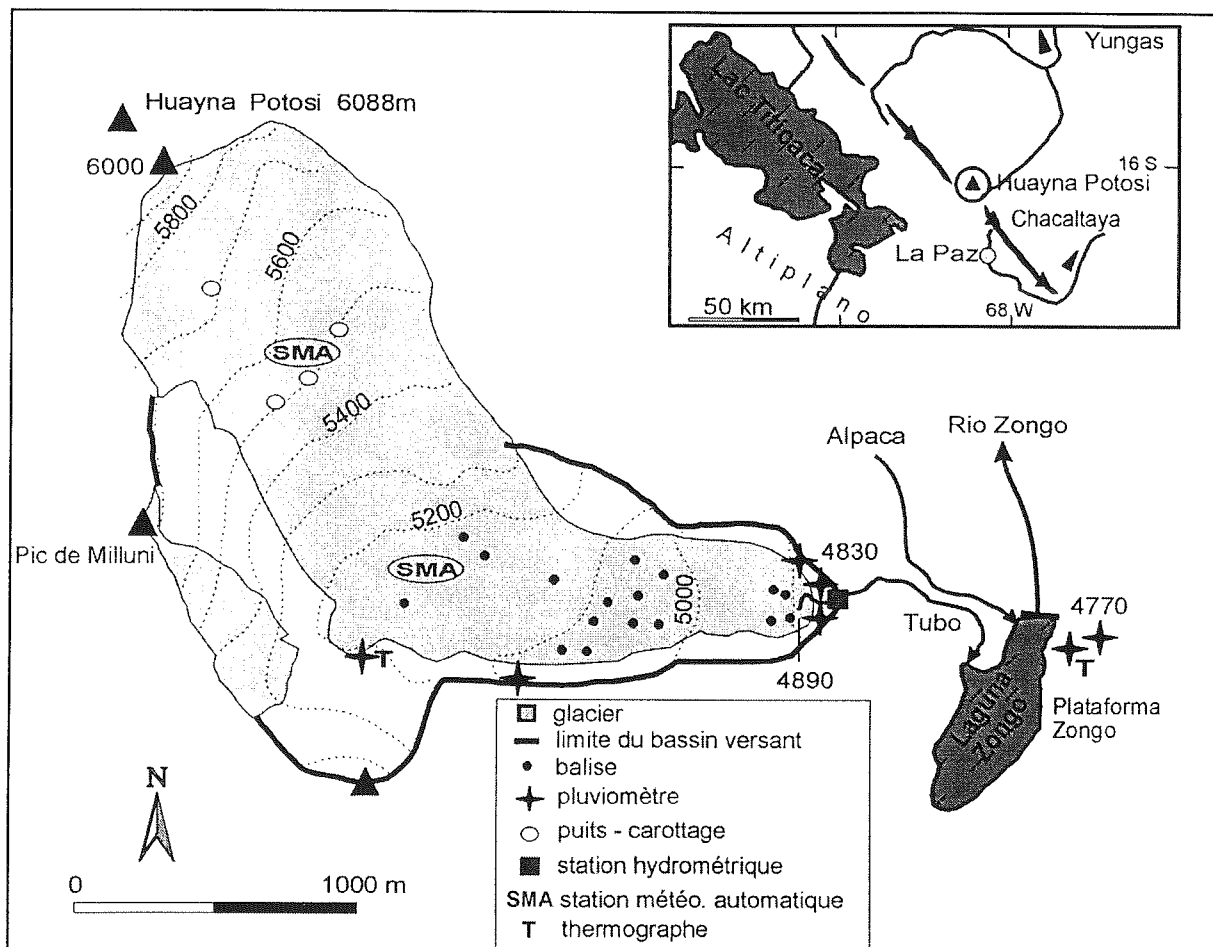 Huayna Potosi 6088m
6000
5800
5600
SMA
5400
5200
SMA
5000
Pic de Milluni
T
4830
4890
Alpaca
Rio Zongo
Tubo
4770
T
Laguna
Zongo
Plataforma
Zongo
N
0 1000 m
glacier
limite du bassin versant
balise
pluviomètre
puits - carottage
station hydrométrique
SMA station météo. automatique
T thermographe
Yungas
Lac Titiqaca
16 S
Huayna Potosi
Chacaltaya
La Paz
Altiplano
50 km
68 W